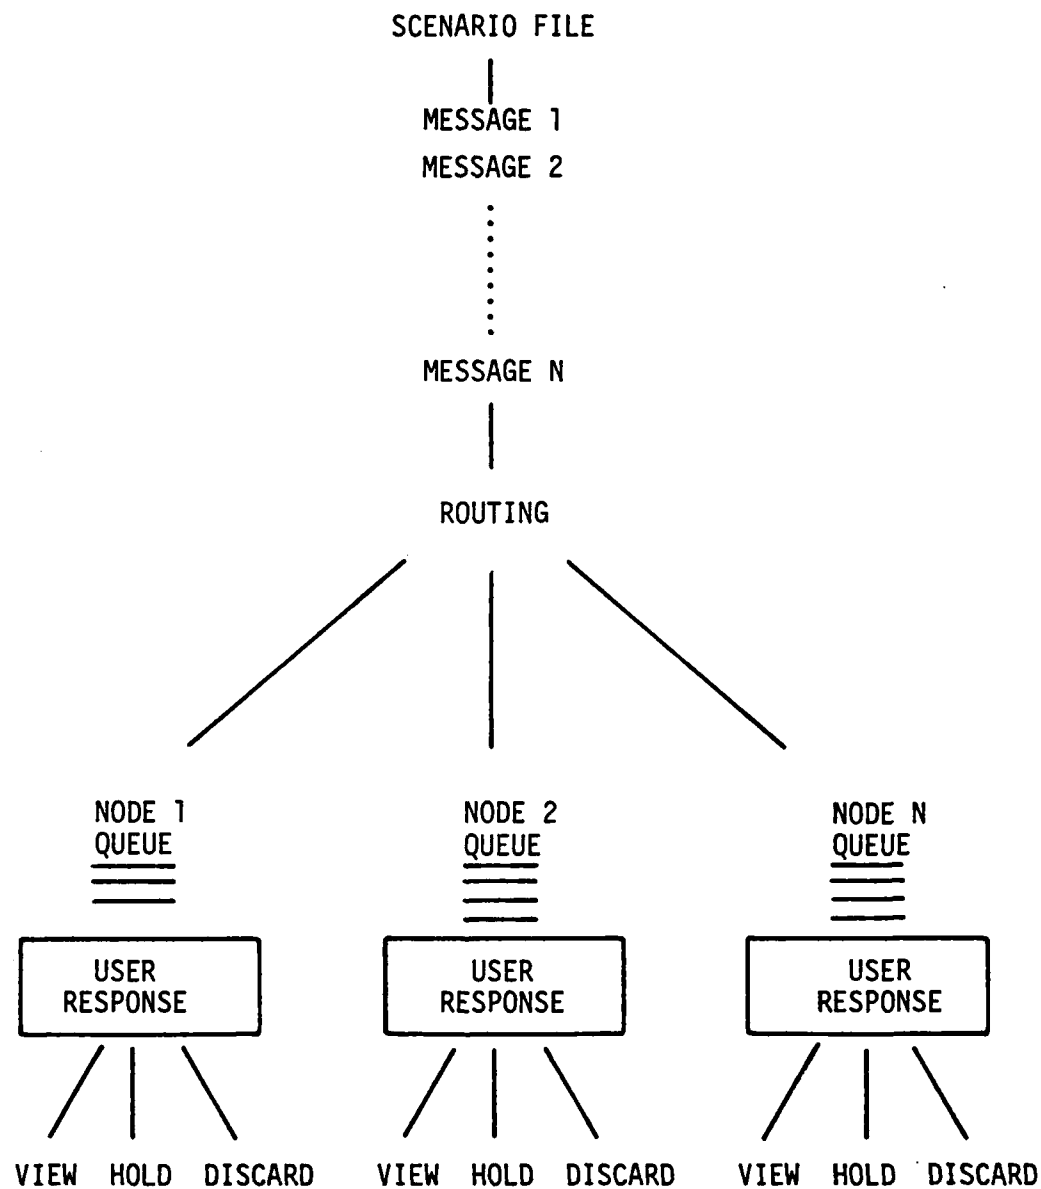 SCENARIO FILE
MESSAGE 1
MESSAGE 2
MESSAGE N
ROUTING
NODE 1
QUEUE
NODE 2
QUEUE
NODE N
QUEUE
USER
RESPONSE
USER
RESPONSE
USER
RESPONSE
VIEW HOLD DISCARD
VIEW HOLD DISCARD
VIEW HOLD DISCARD